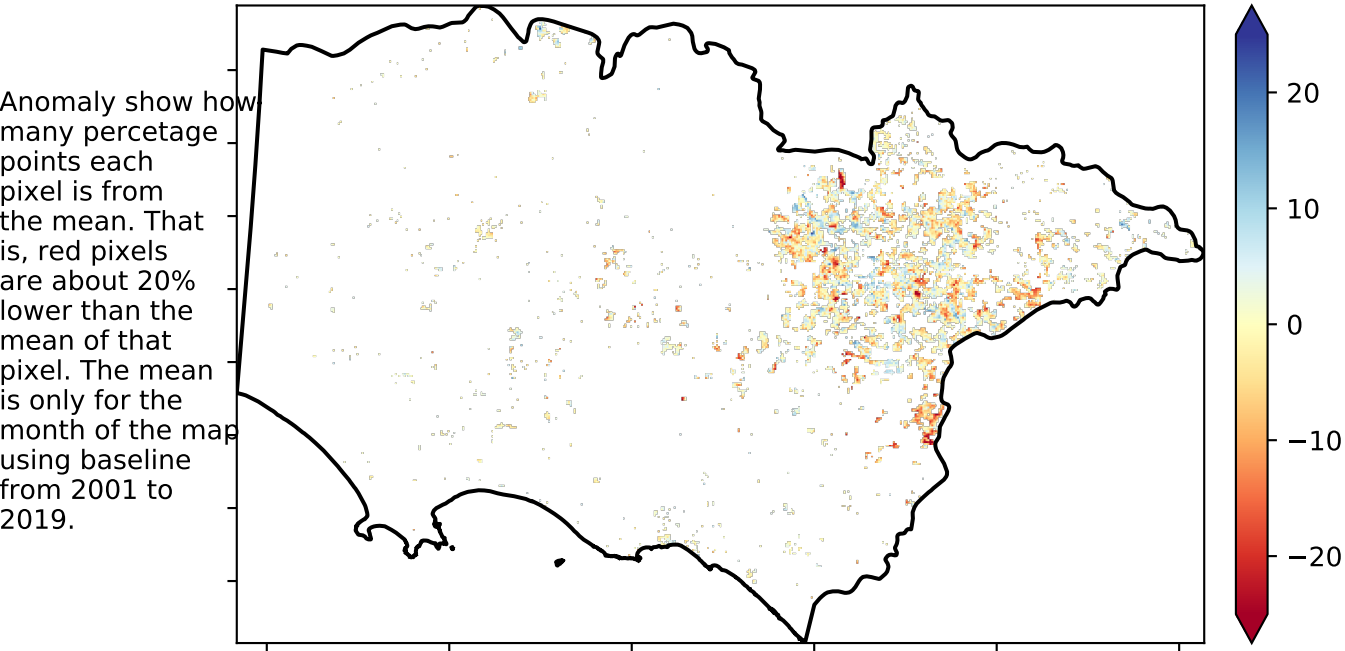 Anomaly show how
many percetage
points each
pixel is from
the mean. That
is, red pixels
are about 20%
lower than the
mean of that
pixel. The mean
is only for the
month of the map
using baseline
from 2001 to
2019.
20
10
0
−10
−20